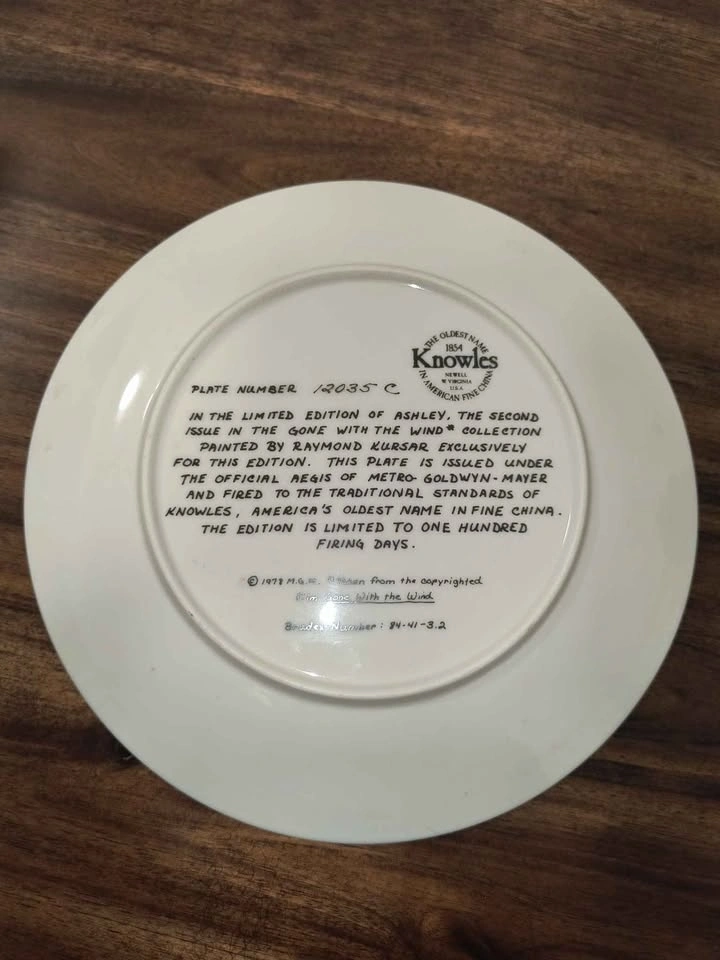 THE OLDEST NAME
1854
Knowles
NEWELL
W VIRGINIA
U.S.A.
IN AMERICAN FINE CHINA
PLATE NUMBER 12035 C
IN THE LIMITED EDITION OF ASHLEY, THE SECOND
ISSUE IN THE GONE WITH THE WIND* COLLECTION
PAINTED BY RAYMOND KURSAR EXCLUSIVELY
FOR THIS EDITION. THIS PLATE IS ISSUED UNDER
THE OFFICIAL AEGIS OF METRO-GOLDWYN-MAYER
AND FIRED TO THE TRADITIONAL STANDARDS OF
KNOWLES, AMERICA'S OLDEST NAME IN FINE CHINA.
THE EDITION IS LIMITED TO ONE HUNDRED
FIRING DAYS.
© 1978 M.G.M. from the copyrighted
Film, Gone With the Wind
Bradex Number: 84-41-3.2